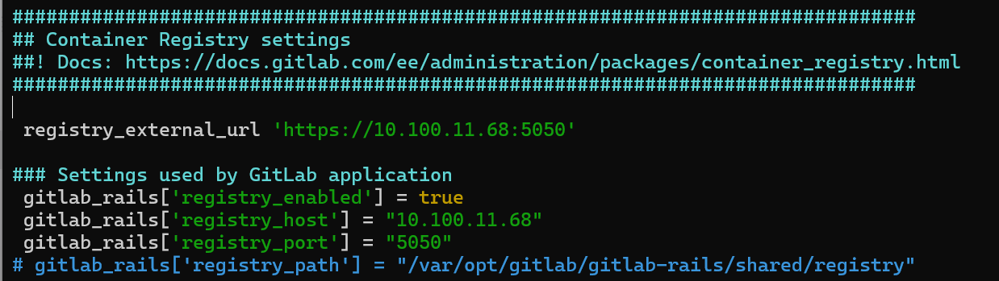 ################################################################################
## Container Registry settings
##! Docs: https://docs.gitlab.com/ee/administration/packages/container_registry.html
################################################################################
registry_external_url 'https://10.100.11.68:5050'
### Settings used by GitLab application
gitlab_rails['registry_enabled'] = true
gitlab_rails['registry_host'] = "10.100.11.68"
gitlab_rails['registry_port'] = "5050"
# gitlab_rails['registry_path'] = "/var/opt/gitlab/gitlab-rails/shared/registry"